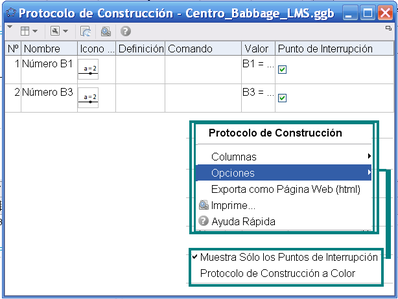 Protocolo de Construcción - Centro_Babbage_LMS.ggb
Nº Nombre Icono ... Definición Comando Valor Punto de Interrupción
1 Número B1 a=2 B1 = ...
2 Número B3 a=2 B3 = ...
Protocolo de Construcción
Columnas
Opciones
Exporta como Página Web (html)
Imprime...
Ayuda Rápida
Muestra Sólo los Puntos de Interrupción
Protocolo de Construcción a Color